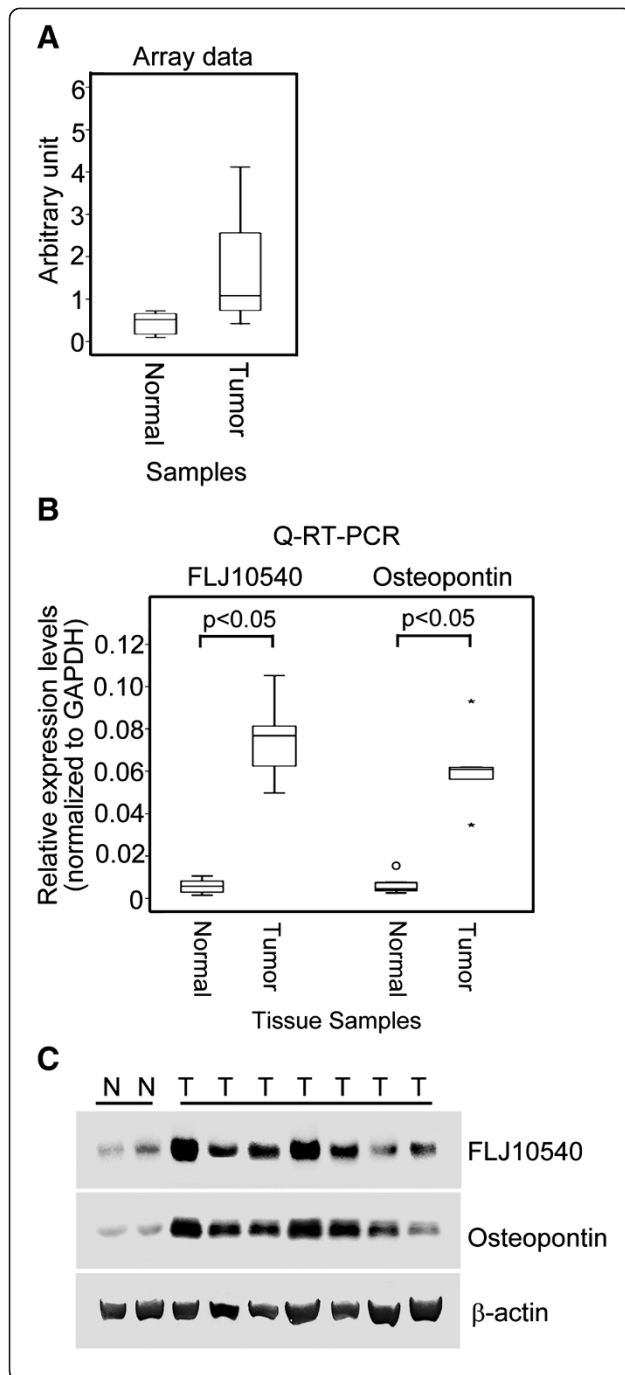 A
Array data
Arbitrary unit
6
5
4
3
2
1
0
Normal
Tumor
Samples
B
Q-RT-PCR
FLJ10540
Osteopontin
p<0.05
p<0.05
Relative expression levels
(normalized to GAPDH)
0.12
0.10
0.08
0.06
0.04
0.02
0
Normal
Tumor
Normal
Tumor
Tissue Samples
C
N N T T T T T T T
FLJ10540
Osteopontin
β-actin